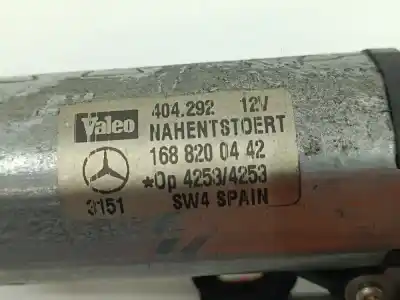 Valeo 404.292 12V
NAHENTSTOERT
168 820 04 42
*Op 4253/4253
3151 SW4 SPAIN